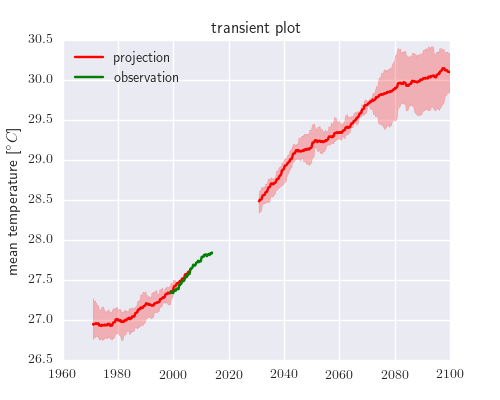 transient plot
projection
observation
mean temperature [°C]
30.5
30.0
29.5
29.0
28.5
28.0
27.5
27.0
26.5
1960 1980 2000 2020 2040 2060 2080 2100